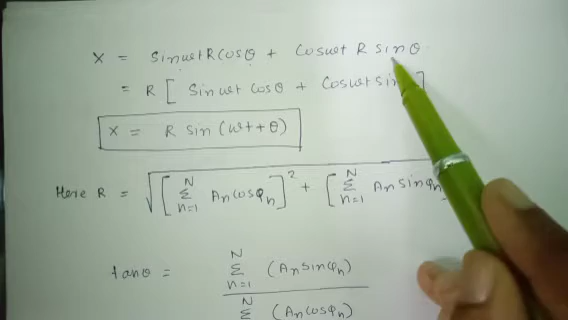 X = Sinωt R Cosθ + Cosωt R sinθ
= R [ Sinωt Cosθ + Cosωt sin ]
X = R sin (ωt + θ)
Here R = √[ Σ_{n=1}^{N} An cosφn ]² + [ Σ_{n=1}^{N} An sinφn
tanθ = Σ_{n=1}^{N} (An sinφn)
Σ^{N} (An cosφn)